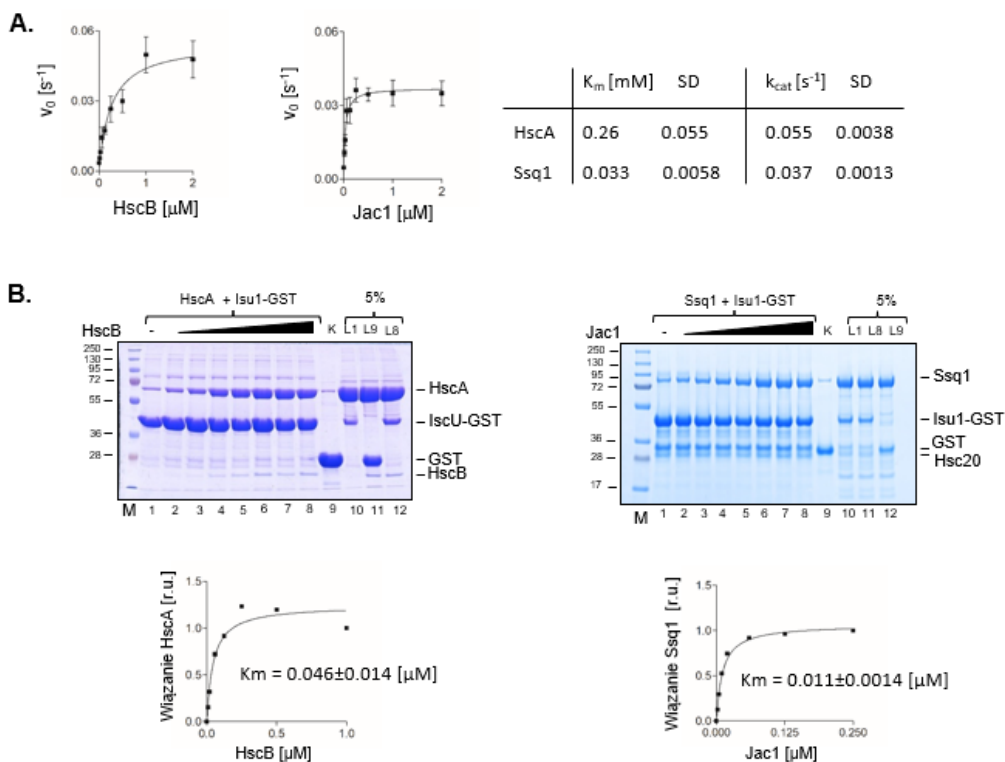 A.
0.06
0.03
0.00
v₀ [s⁻¹]
0 1 2
HscB [µM]
0.06
0.03
0.00
v₀ [s⁻¹]
0 1 2
Jac1 [µM]
Kₘ [mM] SD k_cat [s⁻¹] SD
HscA 0.26 0.055 0.055 0.0038
Ssq1 0.033 0.0058 0.037 0.0013
B.
HscA + Isu1-GST 5%
HscB - K L1 L9 L8
250
130
95
72
55
36
28
HscA
IscU-GST
GST
HscB
M 1 2 3 4 5 6 7 8 9 10 11 12
Ssq1 + Isu1-GST 5%
Jac1 - K L1 L8 L9
250
130
95
72
55
36
28
17
Ssq1
Isu1-GST
GST
Hsc20
M 1 2 3 4 5 6 7 8 9 10 11 12
Wiązanie HscA [r.u.]
1.5
1.0
0.5
0.0
Km = 0.046±0.014 [µM]
0.0 0.5 1.0
HscB [µM]
Wiązanie Ssq1 [r.u.]
1.5
1.0
0.5
0.0
Km = 0.011±0.0014 [µM]
0.000 0.125 0.250
Jac1 [µM]